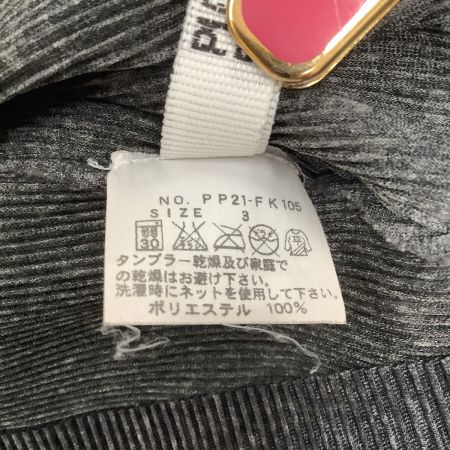 NO. PP21-FK105
SIZE 3
30
タンブラー乾燥及び家庭で
の乾燥はお避け下さい。
洗濯時にネットを使用して下さい。
ポリエステル 100%